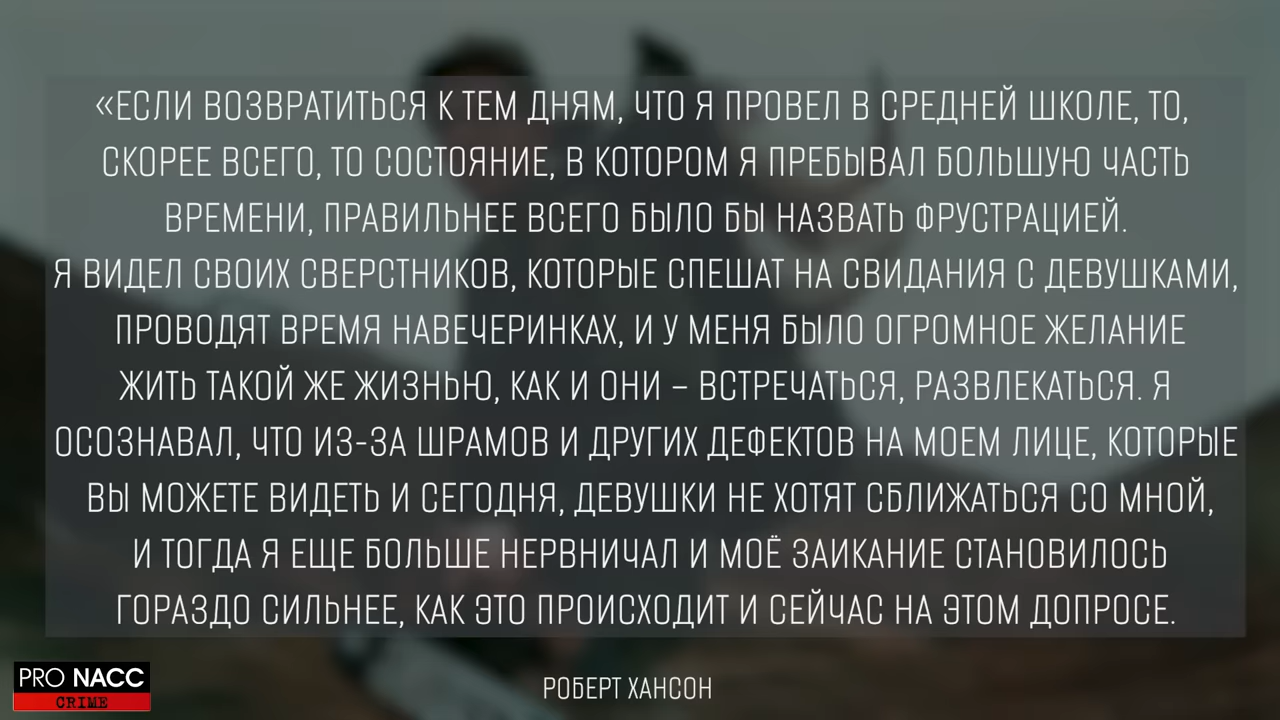 «ЕСЛИ ВОЗВРАТИТЬСЯ К ТЕМ ДНЯМ, ЧТО Я ПРОВЕЛ В СРЕДНЕЙ ШКОЛЕ, ТО,
СКОРЕЕ ВСЕГО, ТО СОСТОЯНИЕ, В КОТОРОМ Я ПРЕБЫВАЛ БОЛЬШУЮ ЧАСТЬ
ВРЕМЕНИ, ПРАВИЛЬНЕЕ ВСЕГО БЫЛО БЫ НАЗВАТЬ ФРУСТРАЦИЕЙ.
Я ВИДЕЛ СВОИХ СВЕРСТНИКОВ, КОТОРЫЕ СПЕШАТ НА СВИДАНИЯ С ДЕВУШКАМИ,
ПРОВОДЯТ ВРЕМЯ НАВЕЧЕРИНКАХ, И У МЕНЯ БЫЛО ОГРОМНОЕ ЖЕЛАНИЕ
ЖИТЬ ТАКОЙ ЖЕ ЖИЗНЬЮ, КАК И ОНИ – ВСТРЕЧАТЬСЯ, РАЗВЛЕКАТЬСЯ. Я
ОСОЗНАВАЛ, ЧТО ИЗ-ЗА ШРАМОВ И ДРУГИХ ДЕФЕКТОВ НА МОЕМ ЛИЦЕ, КОТОРЫЕ
ВЫ МОЖЕТЕ ВИДЕТЬ И СЕГОДНЯ, ДЕВУШКИ НЕ ХОТЯТ СБЛИЖАТЬСЯ СО МНОЙ,
И ТОГДА Я ЕЩЕ БОЛЬШЕ НЕРВНИЧАЛ И МОЁ ЗАИКАНИЕ СТАНОВИЛОСЬ
ГОРАЗДО СИЛЬНЕЕ, КАК ЭТО ПРОИСХОДИТ И СЕЙЧАС НА ЭТОМ ДОПРОСЕ.
РОБЕРТ ХАНСОН
PRO NACC
CRIME